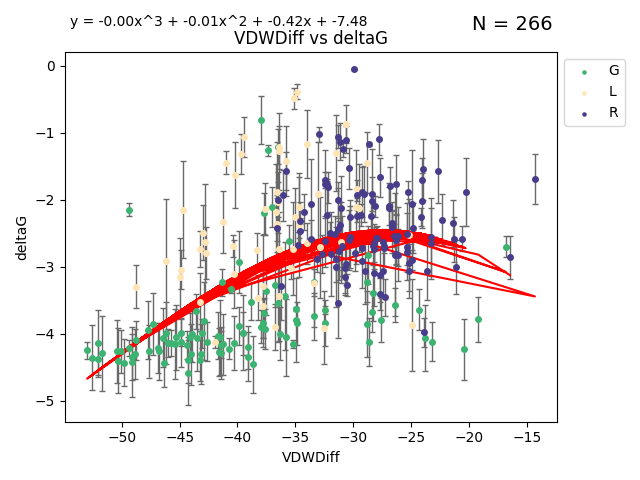 y = -0.00x^3 + -0.01x^2 + -0.42x + -7.48
N = 266
VDWDiff vs deltaG
G
L
R
deltaG
0
−1
−2
−3
−4
−5
−50
−45
−40
−35
−30
−25
−20
−15
VDWDiff